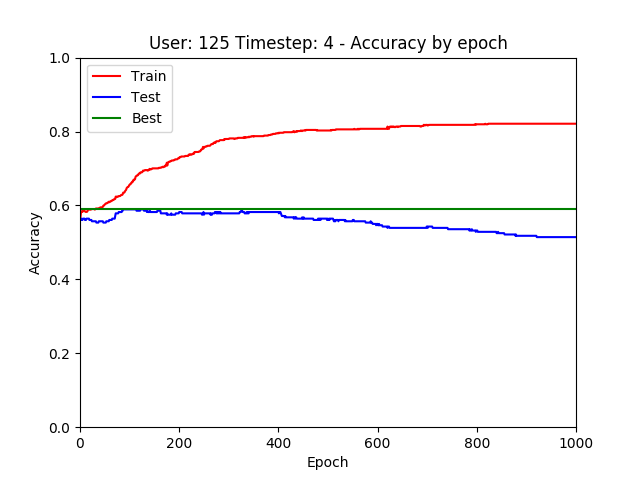 User: 125 Timestep: 4 - Accuracy by epoch
Train
Test
Best
1.0
0.8
0.6
0.4
0.2
0.0
Accuracy
0 200 400 600 800 1000
Epoch